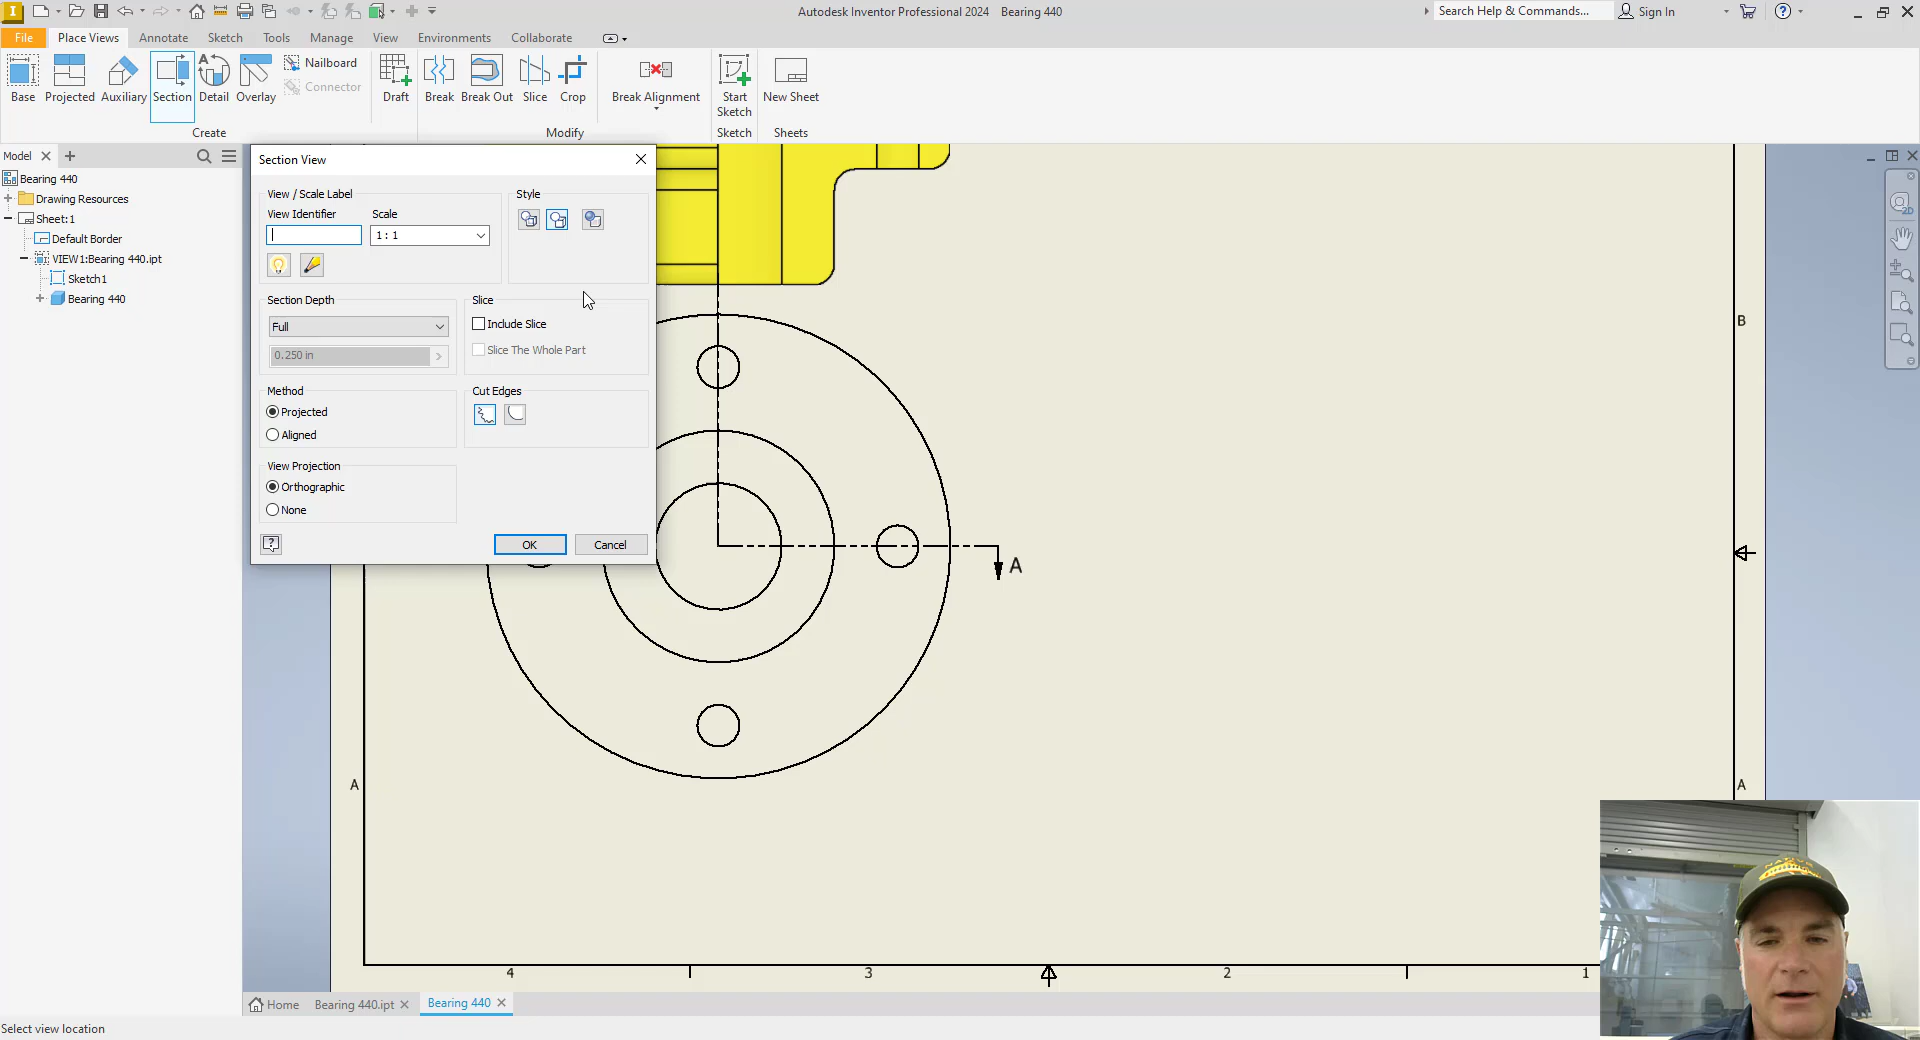 Autodesk Inventor Professional 2024 Bearing 440
Search Help & Commands...
Sign In
File
Place Views
Annotate
Sketch
Tools
Manage
View
Environments
Collaborate
Base
Projected
Auxiliary
Section
Detail
Overlay
Nailboard
Connector
Draft
Break
Break Out
Slice
Crop
Break Alignment
Start
Sketch
New Sheet
Create
Modify
Sketch
Sheets
Model
Bearing 440
Drawing Resources
Sheet:1
Default Border
VIEW1:Bearing 440.ipt
Sketch1
Bearing 440
Section View
View / Scale Label
View Identifier
Scale
1 : 1
Style
Section Depth
Full
0.250 in
Slice
Include Slice
Slice The Whole Part
Method
Projected
Aligned
Cut Edges
View Projection
Orthographic
None
OK
Cancel
A
B
A
A
4
3
2
1
Home
Bearing 440.ipt
Bearing 440
Select view location